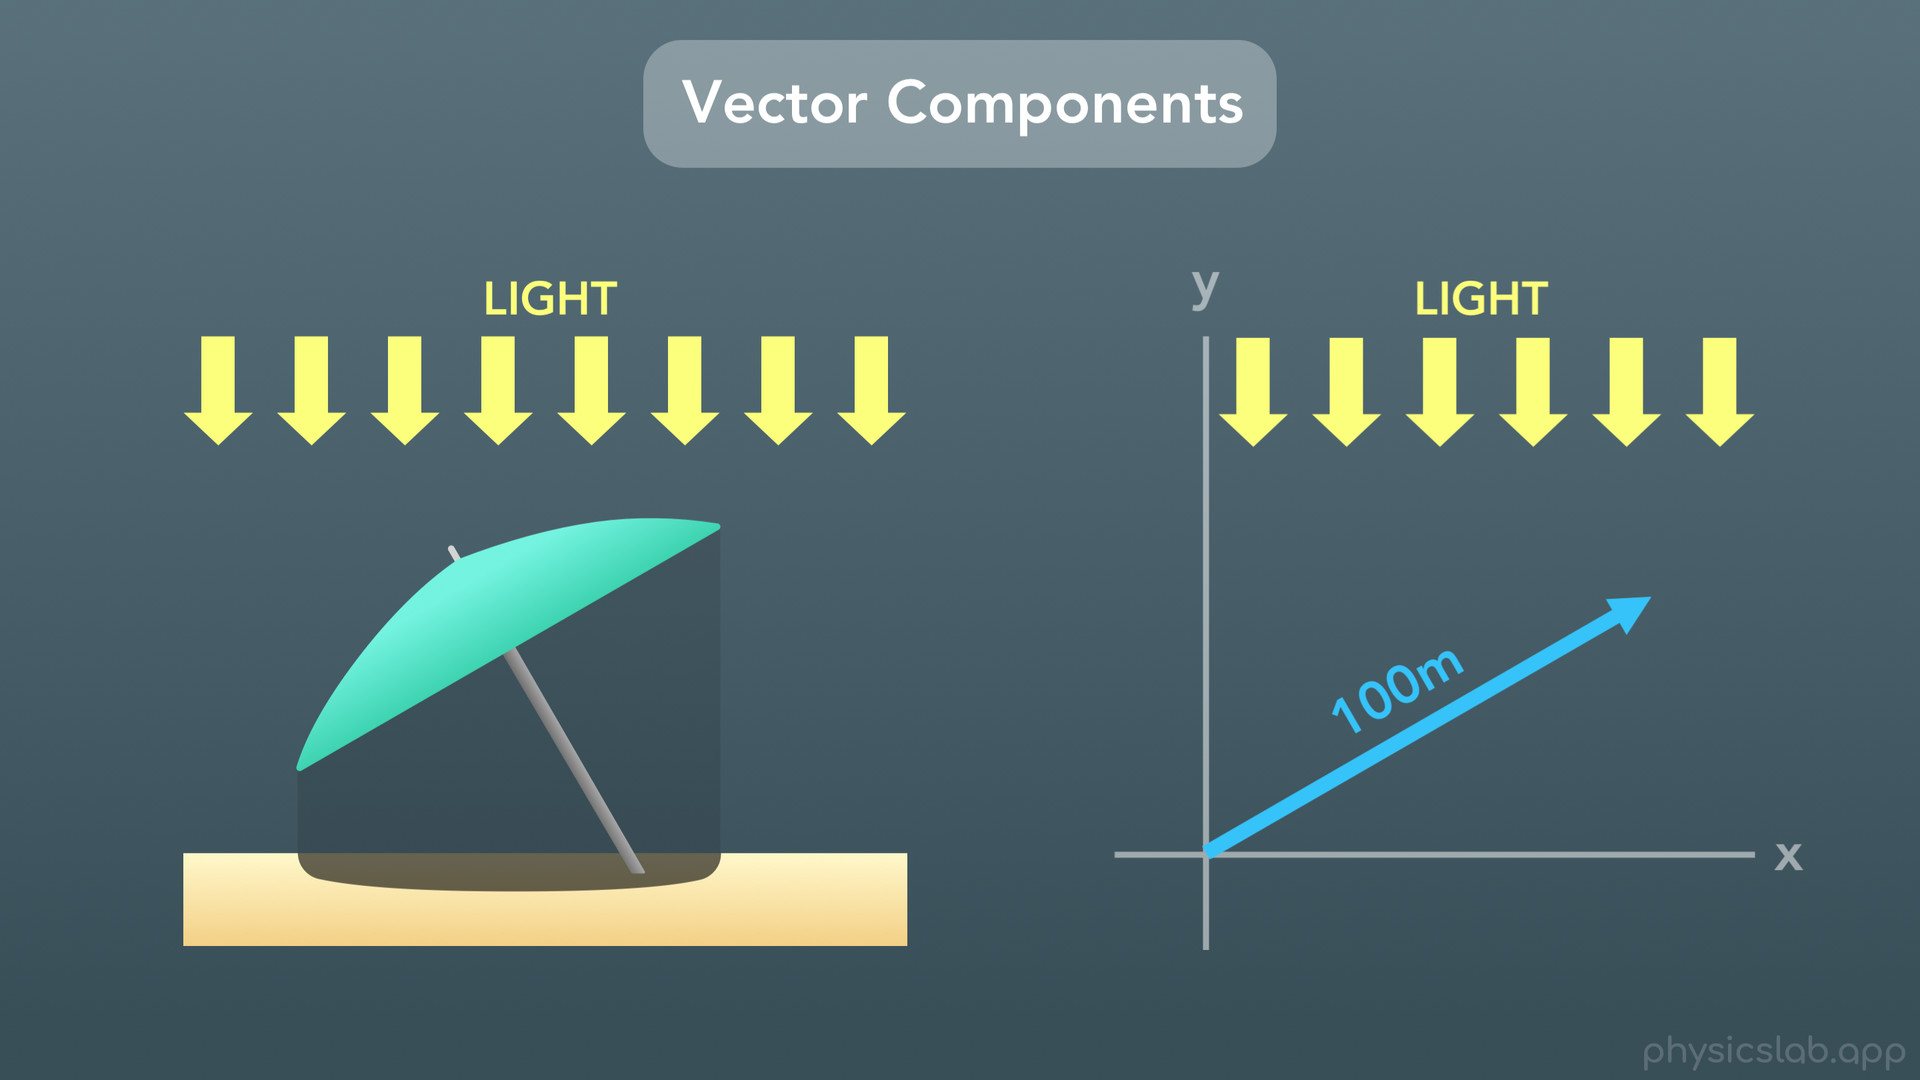 Vector Components
LIGHT
y
LIGHT
100m
x
physicslab.app